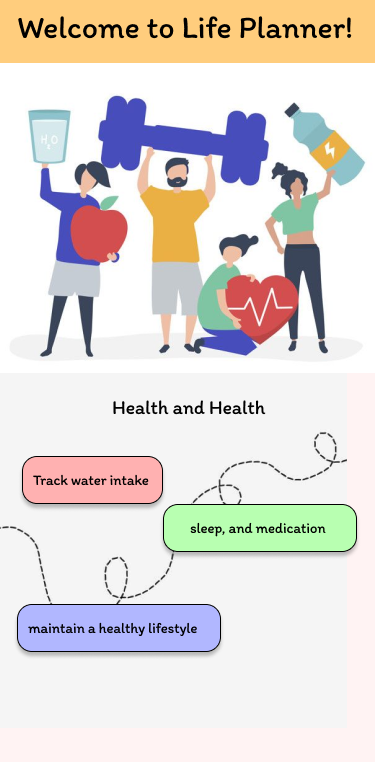 Welcome to Life Planner!
H₂O
Health and Health
Track water intake
sleep, and medication
maintain a healthy lifestyle